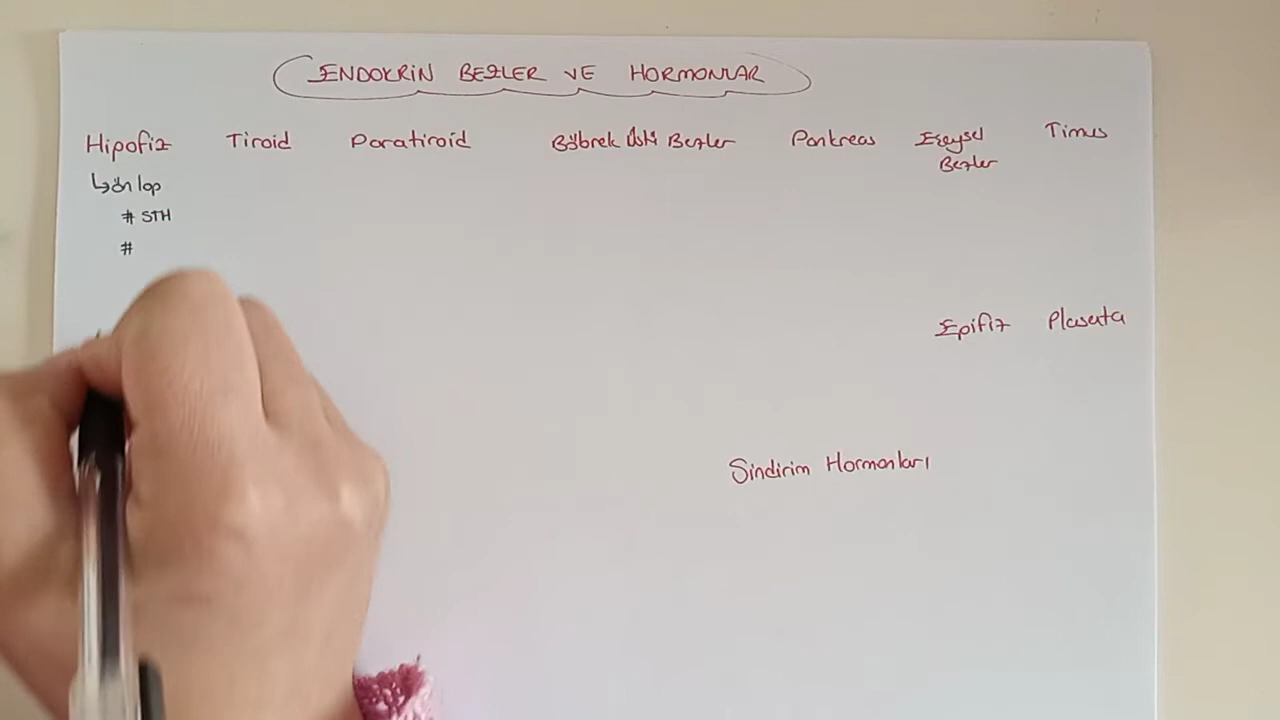 ENDOKRİN BEZLER VE HORMONLAR
Hipofiz Tiroid Paratiroid Böbrek Üstü Bezler Pankreas Eşeysel Bezler Timus
↳ön lop
# STH
#
Epifiz Plasenta
Sindirim Hormonları